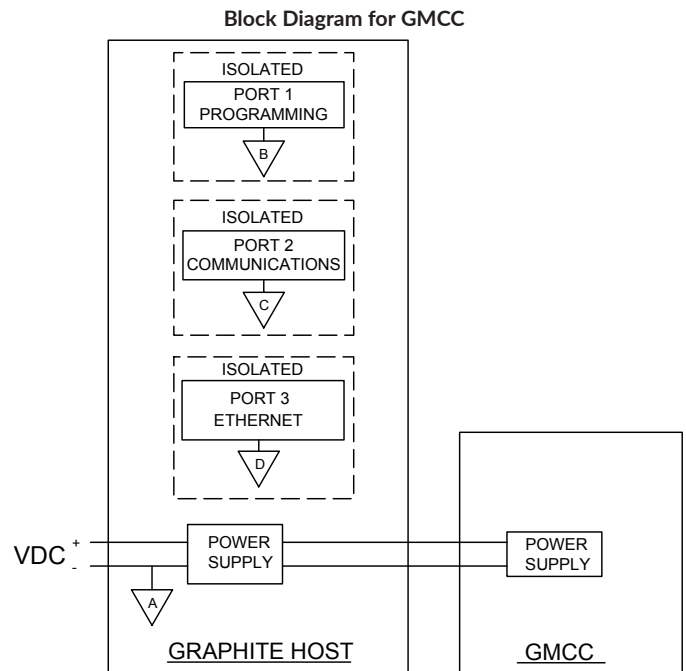 Block Diagram for GMCC
ISOLATED
PORT 1
PROGRAMMING
B
ISOLATED
PORT 2
COMMUNICATIONS
C
ISOLATED
PORT 3
ETHERNET
D
VDC + -
POWER
SUPPLY
POWER
SUPPLY
A
GRAPHITE HOST
GMCC